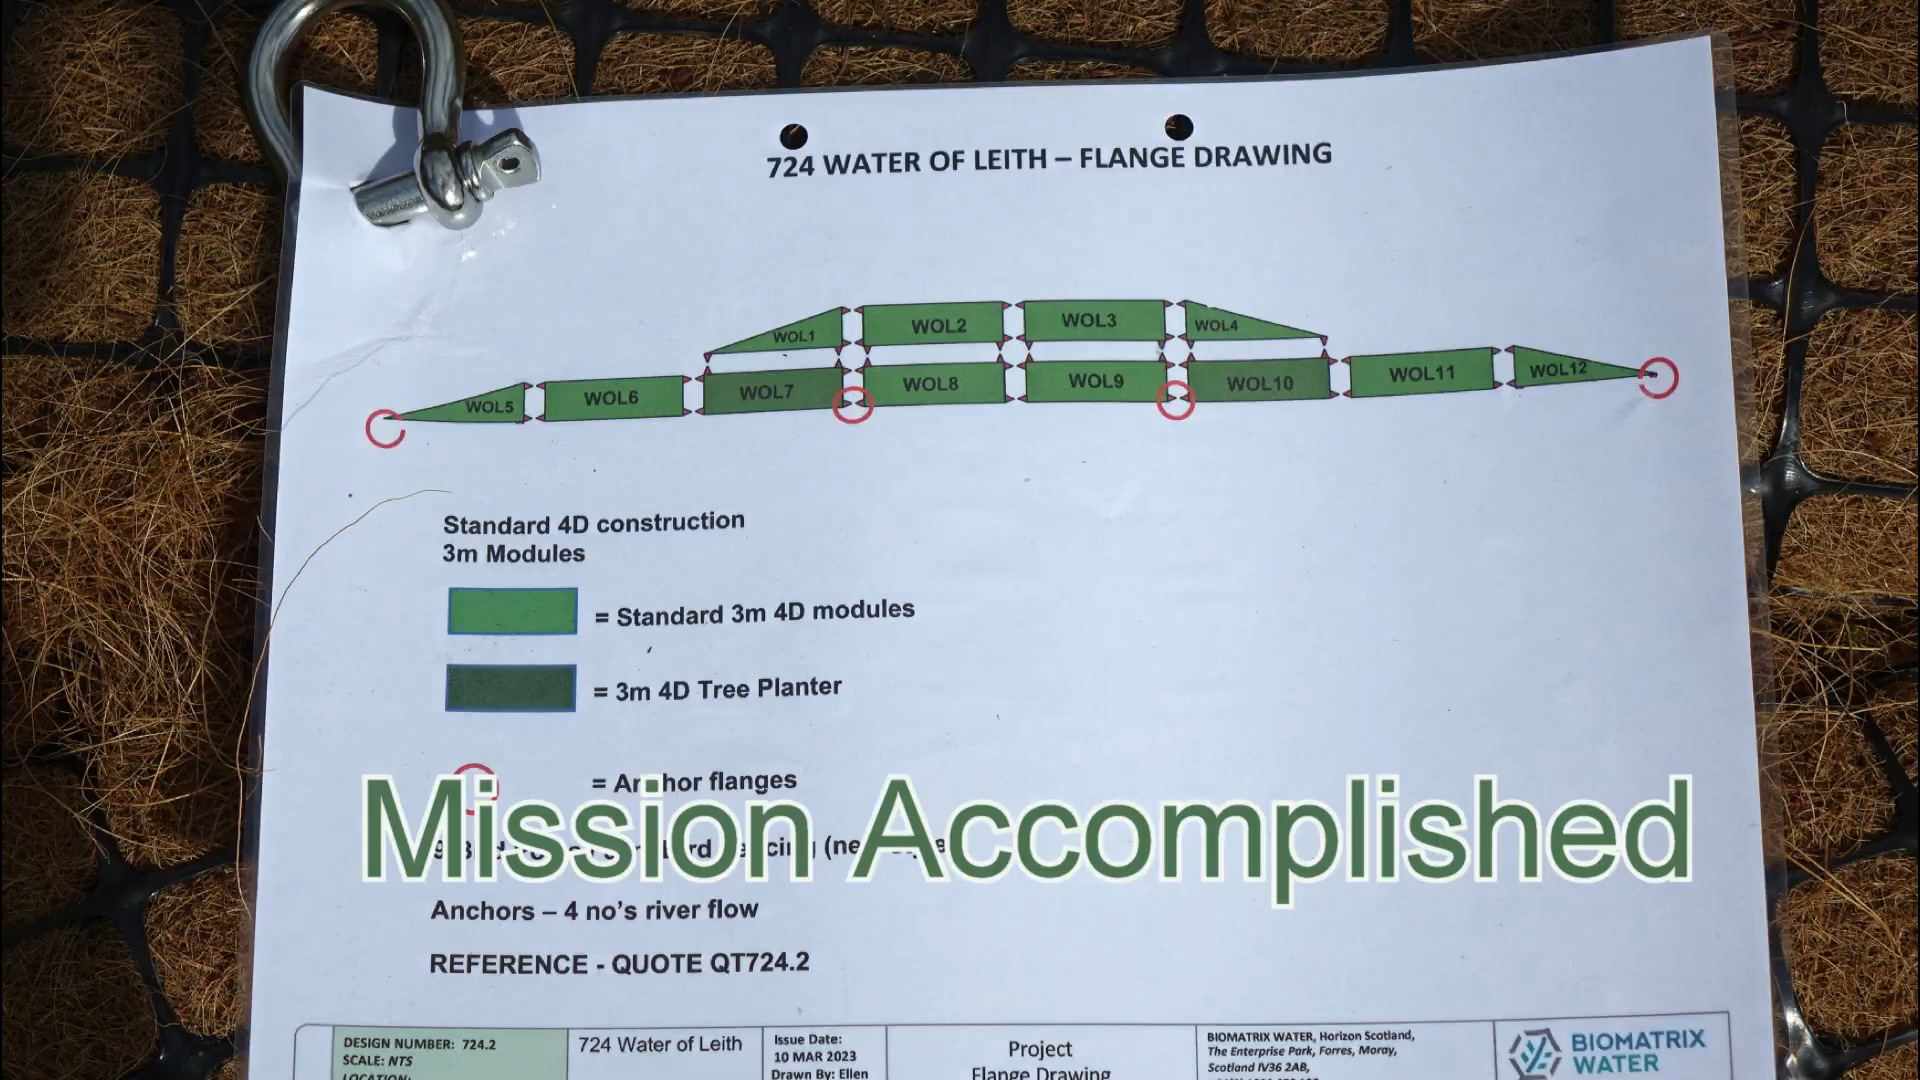 724 WATER OF LEITH – FLANGE DRAWING
WOL1
WOL2
WOL3
WOL4
WOL5
WOL6
WOL7
WOL8
WOL9
WOL10
WOL11
WOL12
Standard 4D construction
3m Modules
= Standard 3m 4D modules
= 3m 4D Tree Planter
= Anchor flanges
Mission Accomplished
Anchors – 4 no's river flow
REFERENCE - QUOTE QT724.2
DESIGN NUMBER: 724.2
SCALE: NTS
LOCATION:
724 Water of Leith
Issue Date:
10 MAR 2023
Drawn By: Ellen
Project
Flange Drawing
BIOMATRIX WATER, Horizon Scotland,
The Enterprise Park, Forres, Moray,
Scotland IV36 2AB,
BIOMATRIX
WATER